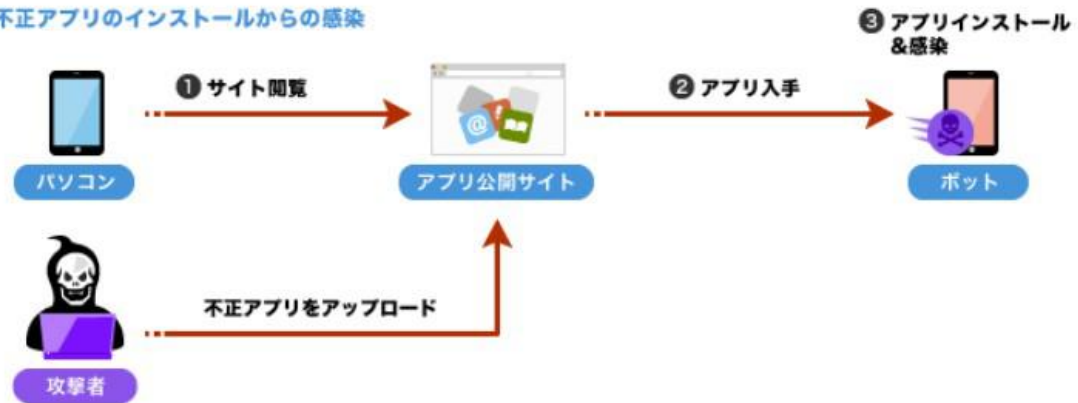 不正アプリのインストールからの感染
❸ アプリインストール
&感染
❶ サイト閲覧
❷ アプリ入手
@
!
パソコン
アプリ公開サイト
ボット
不正アプリをアップロード
攻撃者